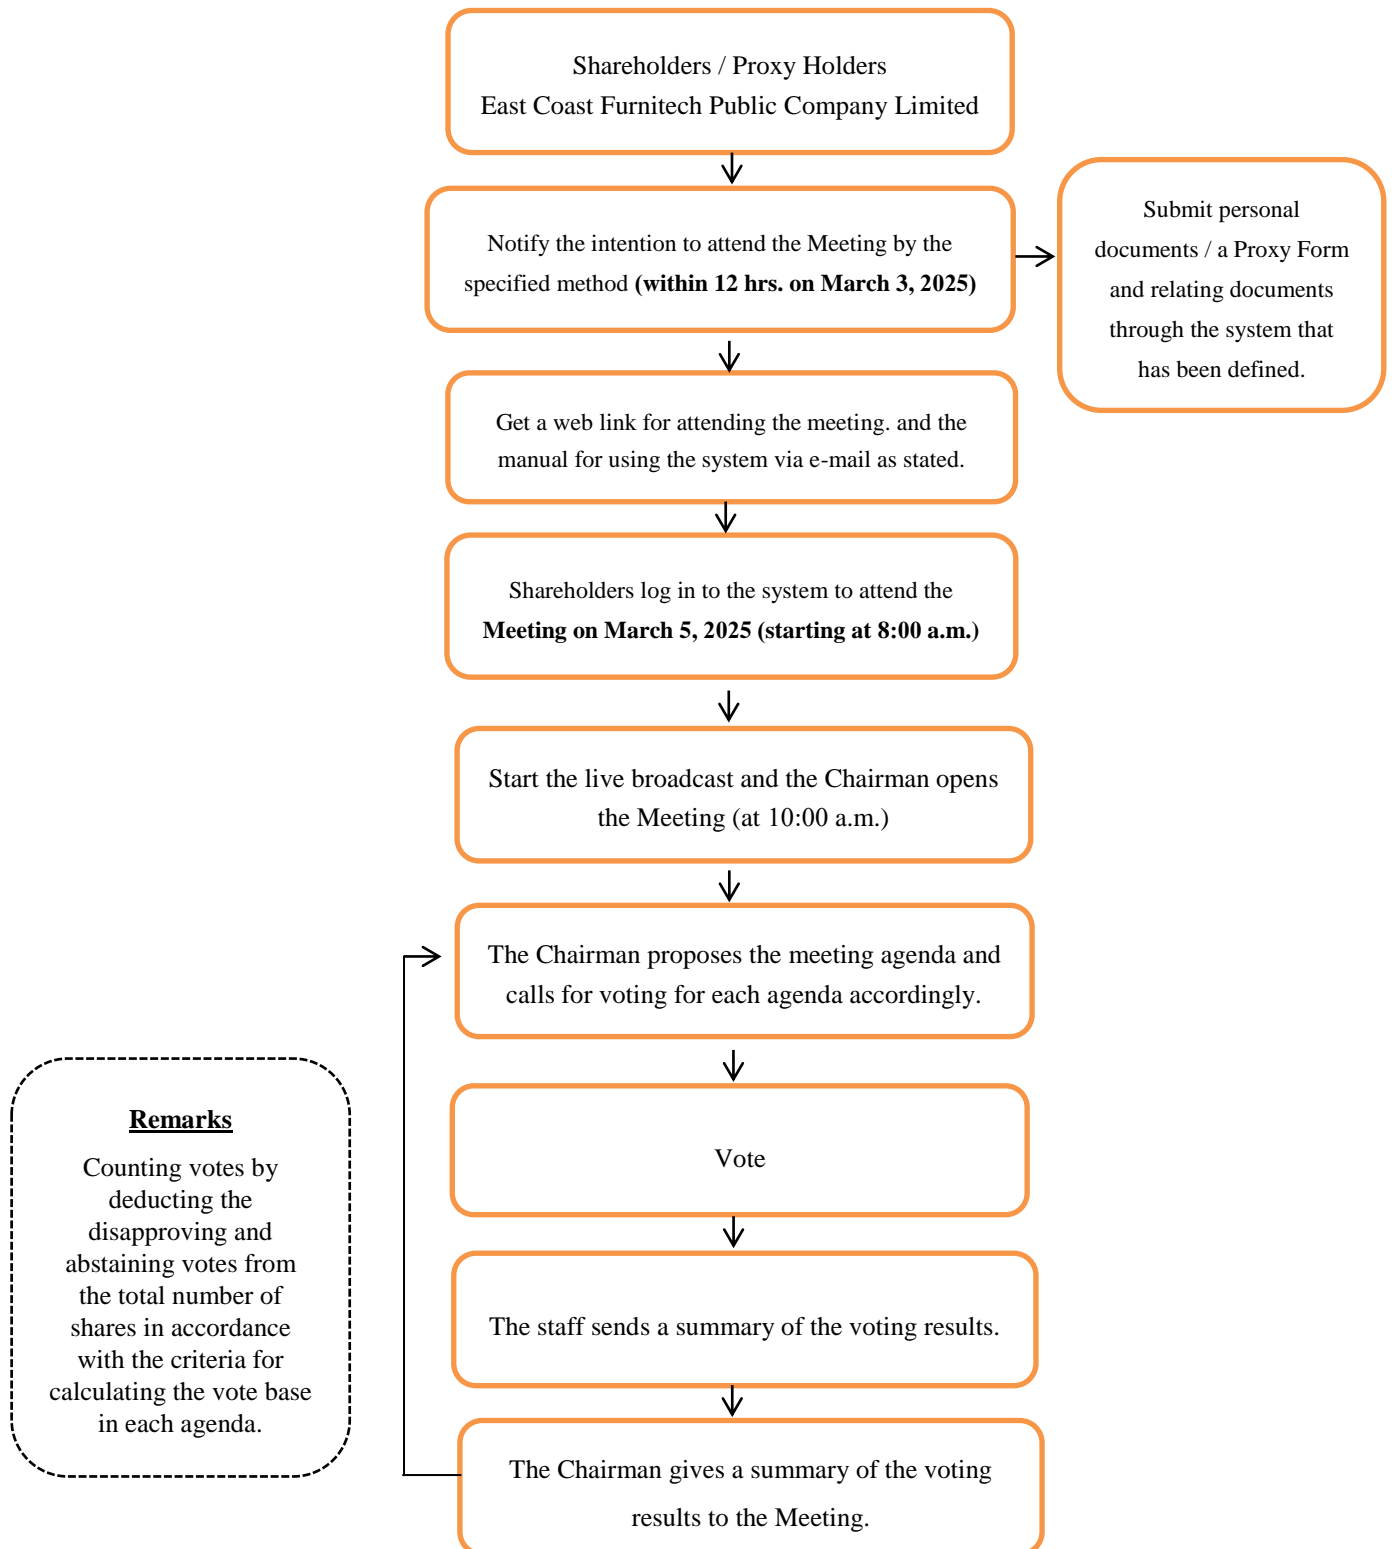 Shareholders / Proxy Holders
East Coast Furnitech Public Company Limited
Notify the intention to attend the Meeting by the
specified method (within 12 hrs. on March 3, 2025)
Submit personal
documents / a Proxy Form
and relating documents
through the system that
has been defined.
Get a web link for attending the meeting. and the
manual for using the system via e-mail as stated.
Shareholders log in to the system to attend the
Meeting on March 5, 2025 (starting at 8:00 a.m.)
Start the live broadcast and the Chairman opens
the Meeting (at 10:00 a.m.)
The Chairman proposes the meeting agenda and
calls for voting for each agenda accordingly.
Remarks
Counting votes by
deducting the
disapproving and
abstaining votes from
the total number of
shares in accordance
with the criteria for
calculating the vote base
in each agenda.
Vote
The staff sends a summary of the voting results.
The Chairman gives a summary of the voting
results to the Meeting.